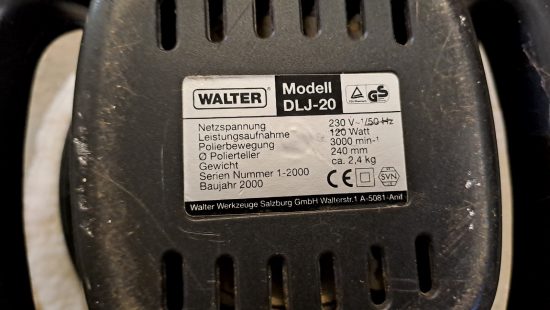 WALTER
Modell
DLJ-20
GS
Netzspannung 230 V~/50 Hz
Leistungsaufnahme 120 Watt
Polierbewegung 3000 min-¹
Ø Polierteller 240 mm
Gewicht ca. 2,4 kg
Serien Nummer 1-2000
Baujahr 2000
CE SVN
Walter Werkzeuge Salzburg GmbH Walterstr.1 A-5081-Anif